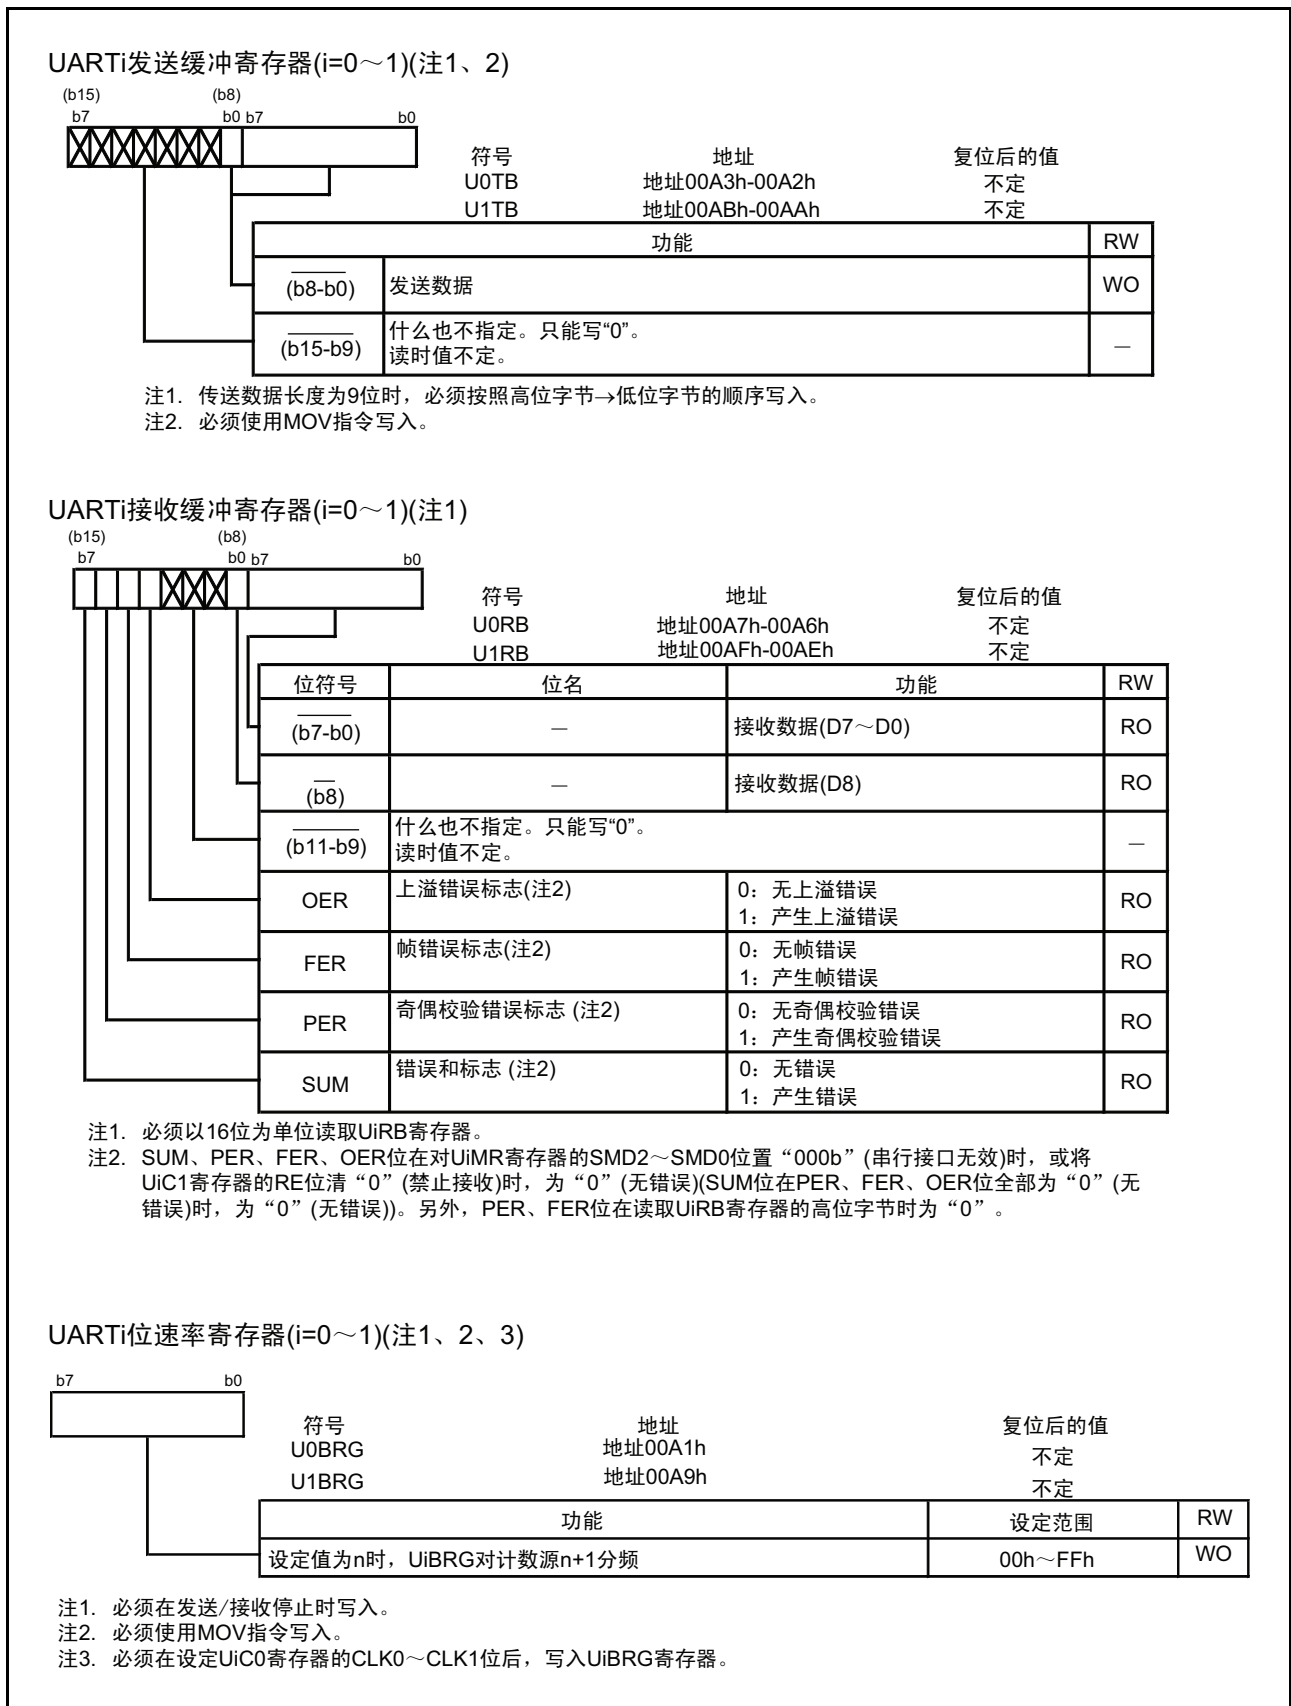 UARTi发送缓冲寄存器(i=0～1)(注1、2)
(b15) (b8)
b7 b0 b7 b0
符号 地址 复位后的值
U0TB 地址00A3h-00A2h 不定
U1TB 地址00ABh-00AAh 不定
功能 RW
(b8-b0) 发送数据 WO
(b15-b9) 什么也不指定。只能写“0”。
读时值不定。 —
注1. 传送数据长度为9位时，必须按照高位字节→低位字节的顺序写入。
注2. 必须使用MOV指令写入。
UARTi接收缓冲寄存器(i=0～1)(注1)
(b15) (b8)
b7 b0 b7 b0
符号 地址 复位后的值
U0RB 地址00A7h-00A6h 不定
U1RB 地址00AFh-00AEh 不定
位符号 位名 功能 RW
(b7-b0) — 接收数据(D7～D0) RO
(b8) — 接收数据(D8) RO
(b11-b9) 什么也不指定。只能写“0”。
读时值不定。 —
OER 上溢错误标志(注2) 0：无上溢错误
1：产生上溢错误 RO
FER 帧错误标志(注2) 0：无帧错误
1：产生帧错误 RO
PER 奇偶校验错误标志 (注2) 0：无奇偶校验错误
1：产生奇偶校验错误 RO
SUM 错误和标志 (注2) 0：无错误
1：产生错误 RO
注1. 必须以16位为单位读取UiRB寄存器。
注2. SUM、PER、FER、OER位在对UiMR寄存器的SMD2～SMD0位置“000b”(串行接口无效)时，或将
UiC1寄存器的RE位清“0”(禁止接收)时，为“0”(无错误)(SUM位在PER、FER、OER位全部为“0”(无
错误)时，为“0”(无错误))。另外，PER、FER位在读取UiRB寄存器的高位字节时为“0”。
UARTi位速率寄存器(i=0～1)(注1、2、3)
b7 b0
符号 地址 复位后的值
U0BRG 地址00A1h 不定
U1BRG 地址00A9h 不定
功能 设定范围 RW
设定值为n时，UiBRG对计数源n+1分频 00h～FFh WO
注1. 必须在发送/接收停止时写入。
注2. 必须使用MOV指令写入。
注3. 必须在设定UiC0寄存器的CLK0～CLK1位后，写入UiBRG寄存器。